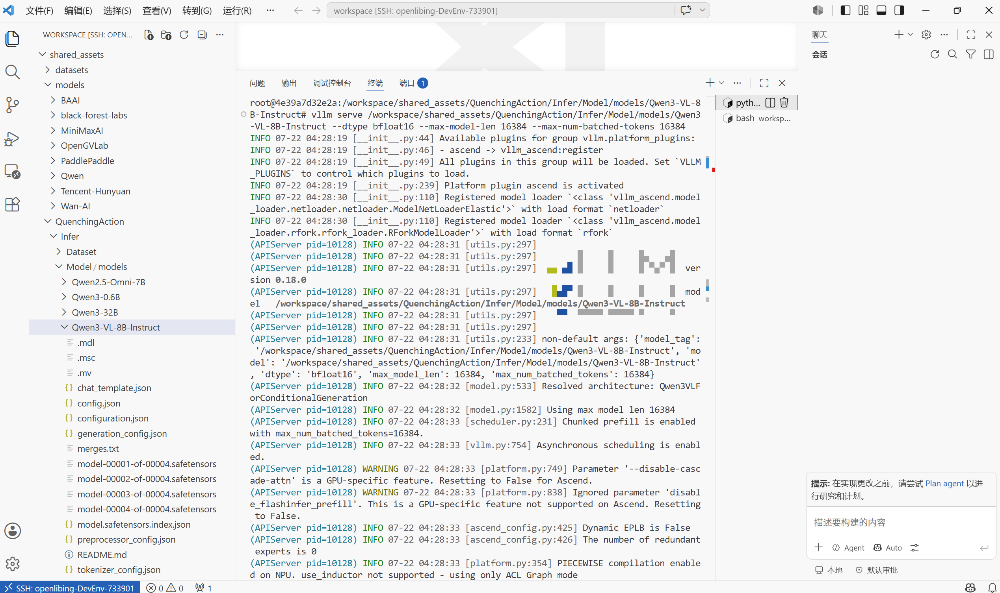 文件(F) 编辑(E) 选择(S) 查看(V) 转到(G) 运行(R) ···
workspace [SSH: openlibing-DevEnv-733901]
WORKSPACE [SSH: OPEN...
shared_assets
datasets
models
BAAI
black-forest-labs
MiniMaxAI
OpenGVLab
PaddlePaddle
Qwen
Tencent-Hunyuan
Wan-AI
QuenchingAction
Infer
Dataset
Model/models
Qwen2.5-Omni-7B
Qwen3-0.6B
Qwen3-32B
Qwen3-VL-8B-Instruct
.mdl
.msc
.mv
chat_template.json
config.json
configuration.json
generation_config.json
merges.txt
model-00001-of-00004.safetensors
model-00002-of-00004.safetensors
model-00003-of-00004.safetensors
model-00004-of-00004.safetensors
model.safetensors.index.json
preprocessor_config.json
README.md
tokenizer_config.json
问题 输出 调试控制台 终端 端口 1
root@4e39a7d32e2a:/workspace/shared_assets/QuenchingAction/Infer/Model/models/Qwen3-VL-8
B-Instruct# vllm serve /workspace/shared_assets/QuenchingAction/Infer/Model/models/Qwen3
-VL-8B-Instruct --dtype bfloat16 --max-model-len 16384 --max-num-batched-tokens 16384
INFO 07-22 04:28:19 [__init__.py:44] Available plugins for group vllm.platform_plugins:
INFO 07-22 04:28:19 [__init__.py:46] - ascend -> vllm_ascend:register
INFO 07-22 04:28:19 [__init__.py:49] All plugins in this group will be loaded. Set `VLLM
_PLUGINS` to control which plugins to load.
INFO 07-22 04:28:19 [__init__.py:239] Platform plugin ascend is activated
INFO 07-22 04:28:30 [__init__.py:110] Registered model loader `<class 'vllm_ascend.model
_loader.netloader.netloader.ModelNetLoaderElastic'>` with load format `netloader`
INFO 07-22 04:28:30 [__init__.py:110] Registered model loader `<class 'vllm_ascend.model
_loader.rfork.rfork_loader.RForkModelLoader'>` with load format `rfork`
(APIServer pid=10128) INFO 07-22 04:28:31 [utils.py:297]
(APIServer pid=10128) INFO 07-22 04:28:31 [utils.py:297]
(APIServer pid=10128) INFO 07-22 04:28:31 [utils.py:297] ver
sion 0.18.0
(APIServer pid=10128) INFO 07-22 04:28:31 [utils.py:297] mod
el /workspace/shared_assets/QuenchingAction/Infer/Model/models/Qwen3-VL-8B-Instruct
(APIServer pid=10128) INFO 07-22 04:28:31 [utils.py:297]
(APIServer pid=10128) INFO 07-22 04:28:31 [utils.py:297]
(APIServer pid=10128) INFO 07-22 04:28:31 [utils.py:233] non-default args: {'model_tag':
'/workspace/shared_assets/QuenchingAction/Infer/Model/models/Qwen3-VL-8B-Instruct', 'mo
del': '/workspace/shared_assets/QuenchingAction/Infer/Model/models/Qwen3-VL-8B-Instruct'
, 'dtype': 'bfloat16', 'max_model_len': 16384, 'max_num_batched_tokens': 16384}
(APIServer pid=10128) INFO 07-22 04:28:32 [model.py:533] Resolved architecture: Qwen3VLF
orConditionalGeneration
(APIServer pid=10128) INFO 07-22 04:28:32 [model.py:1582] Using max model len 16384
(APIServer pid=10128) INFO 07-22 04:28:33 [scheduler.py:231] Chunked prefill is enabled
with max_num_batched_tokens=16384.
(APIServer pid=10128) INFO 07-22 04:28:33 [vllm.py:754] Asynchronous scheduling is enabl
ed.
(APIServer pid=10128) WARNING 07-22 04:28:33 [platform.py:749] Parameter '--disable-casc
ade-attn' is a GPU-specific feature. Resetting to False for Ascend.
(APIServer pid=10128) WARNING 07-22 04:28:33 [platform.py:838] Ignored parameter 'disabl
e_flashinfer_prefill'. This is a GPU-specific feature not supported on Ascend. Resetting
to False.
(APIServer pid=10128) INFO 07-22 04:28:33 [ascend_config.py:425] Dynamic EPLB is False
(APIServer pid=10128) INFO 07-22 04:28:33 [ascend_config.py:426] The number of redundant
experts is 0
(APIServer pid=10128) INFO 07-22 04:28:33 [platform.py:354] PIECEWISE compilation enable
d on NPU. use_inductor not supported - using only ACL Graph mode
pyth...
bash worksp...
聊天
会话
提示: 在实现更改之前，请尝试 Plan agent 以进
行研究和计划。
描述要构建的内容
Agent Auto
本地 默认审批
SSH: openlibing-DevEnv-733901 0 0 1